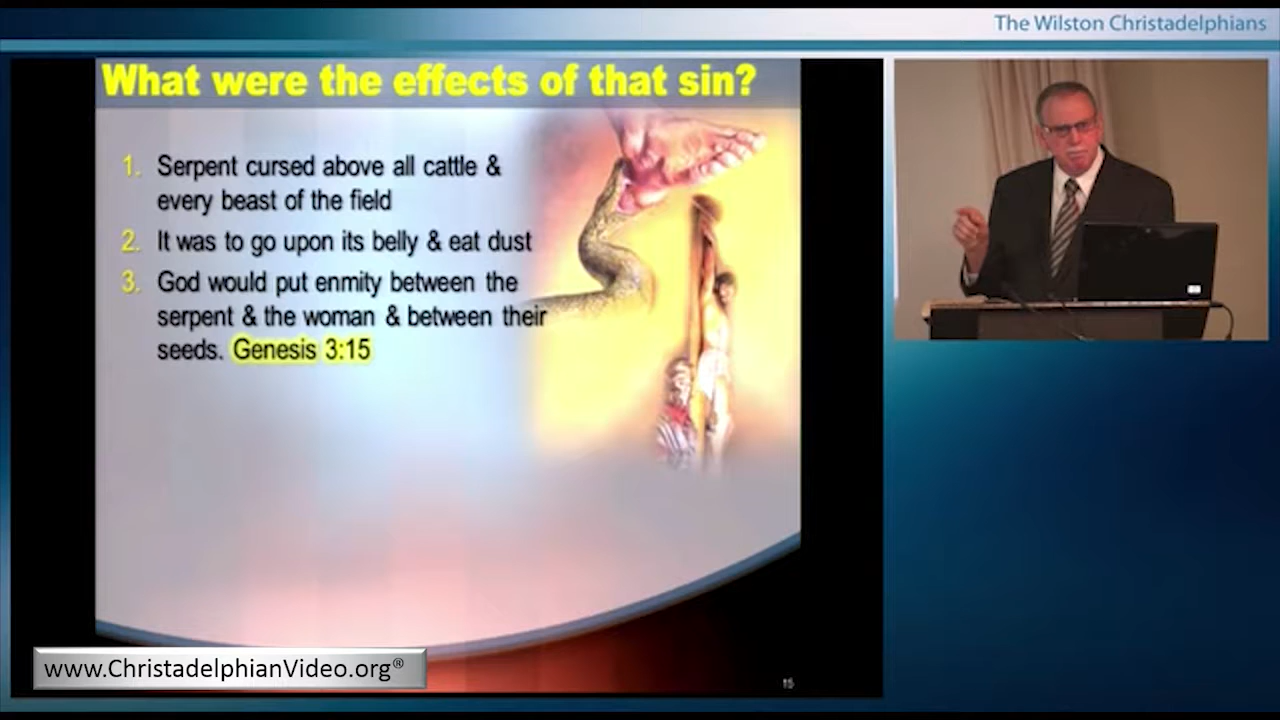 The Wilston Christadelphians
What were the effects of that sin?
1. Serpent cursed above all cattle &
every beast of the field
2. It was to go upon its belly & eat dust
3. God would put enmity between the
serpent & the woman & between their
seeds. Genesis 3:15
www.ChristadelphianVideo.org®
15